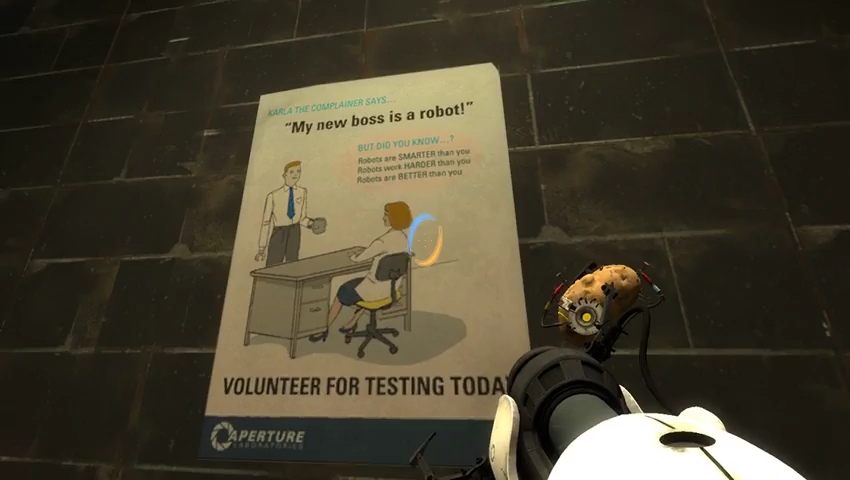 KARLA THE COMPLAINER SAYS...
"My new boss is a robot!"
BUT DID YOU KNOW...?
Robots are SMARTER than you
Robots work HARDER than you
Robots are BETTER than you
VOLUNTEER FOR TESTING TODAY
APERTURE
LABORATORIES